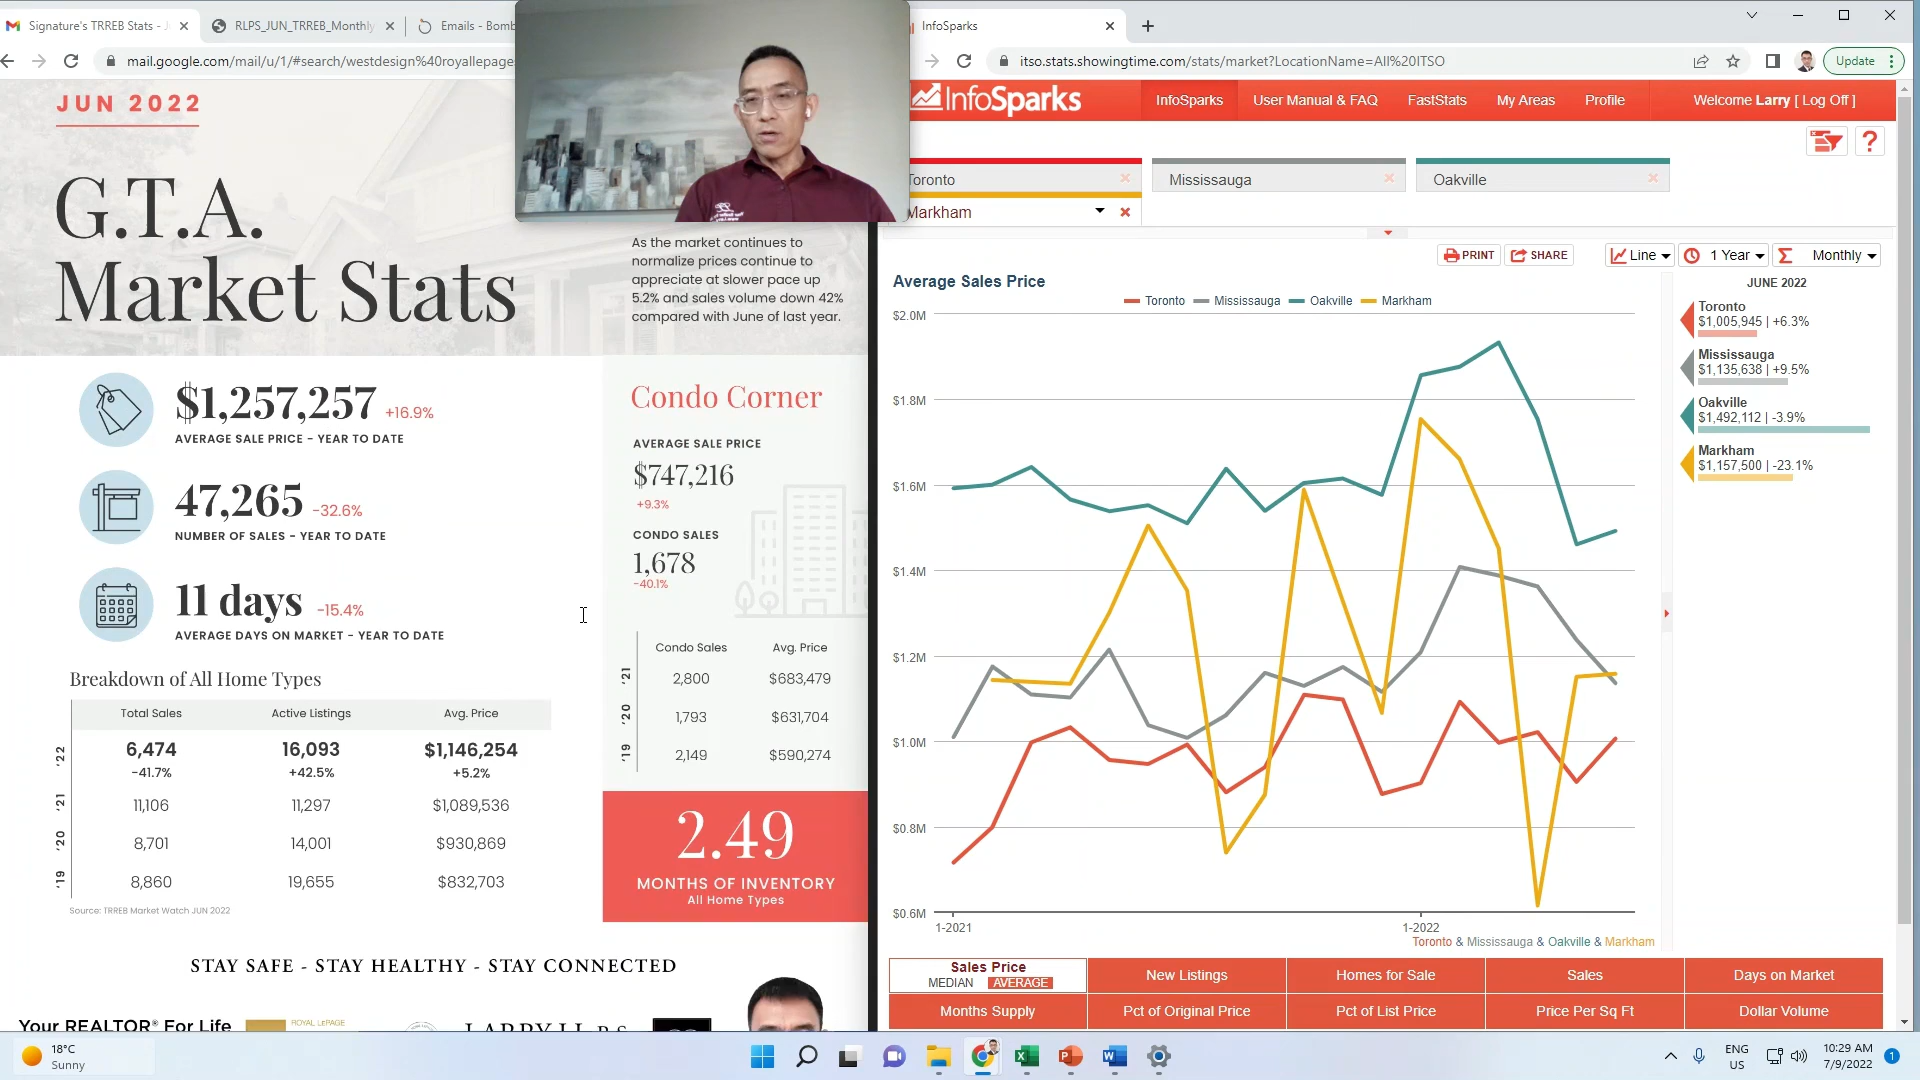 Signature's TRREB Stats -
RLPS_JUN_TRREB_Monthly
Emails - Bomb
InfoSparks
mail.google.com/mail/u/1/#search/westdesign%40royallepage
itso.stats.showingtime.com/stats/market?LocationName=All%20ITSO
Update
JUN 2022
G.T.A.
Market Stats
As the market continues to
normalize prices continue to
appreciate at slower pace up
5.2% and sales volume down 42%
compared with June of last year.
$1,257,257 +16.9%
AVERAGE SALE PRICE - YEAR TO DATE
47,265 -32.6%
NUMBER OF SALES - YEAR TO DATE
11 days -15.4%
AVERAGE DAYS ON MARKET - YEAR TO DATE
Breakdown of All Home Types
Total Sales Active Listings Avg. Price
'22 6,474 16,093 $1,146,254
-41.7% +42.5% +5.2%
'21 11,106 11,297 $1,089,536
'20 8,701 14,001 $930,869
'19 8,860 19,655 $832,703
Source: TRREB Market Watch JUN 2022
Condo Corner
AVERAGE SALE PRICE
$747,216
+9.3%
CONDO SALES
1,678
-40.1%
Condo Sales Avg. Price
'21 2,800 $683,479
'20 1,793 $631,704
'19 2,149 $590,274
2.49
MONTHS OF INVENTORY
All Home Types
STAY SAFE - STAY HEALTHY - STAY CONNECTED
Your REALTOR® For Life
ROYAL LEPAGE
InfoSparks
InfoSparks User Manual & FAQ FastStats My Areas Profile Welcome Larry [ Log Off ]
?
Toronto
Mississauga
Oakville
Markham
PRINT SHARE Line 1 Year Monthly
Average Sales Price
Toronto Mississauga Oakville Markham
$2.0M
$1.8M
$1.6M
$1.4M
$1.2M
$1.0M
$0.8M
$0.6M
1-2021 1-2022
Toronto & Mississauga & Oakville & Markham
JUNE 2022
Toronto
$1,005,945 | +6.3%
Mississauga
$1,135,638 | +9.5%
Oakville
$1,492,112 | -3.9%
Markham
$1,157,500 | -23.1%
Sales Price
MEDIAN AVERAGE
New Listings Homes for Sale Sales Days on Market
Months Supply Pct of Original Price Pct of List Price Price Per Sq Ft Dollar Volume
18°C
Sunny
ENG
US
10:29 AM
7/9/2022
1